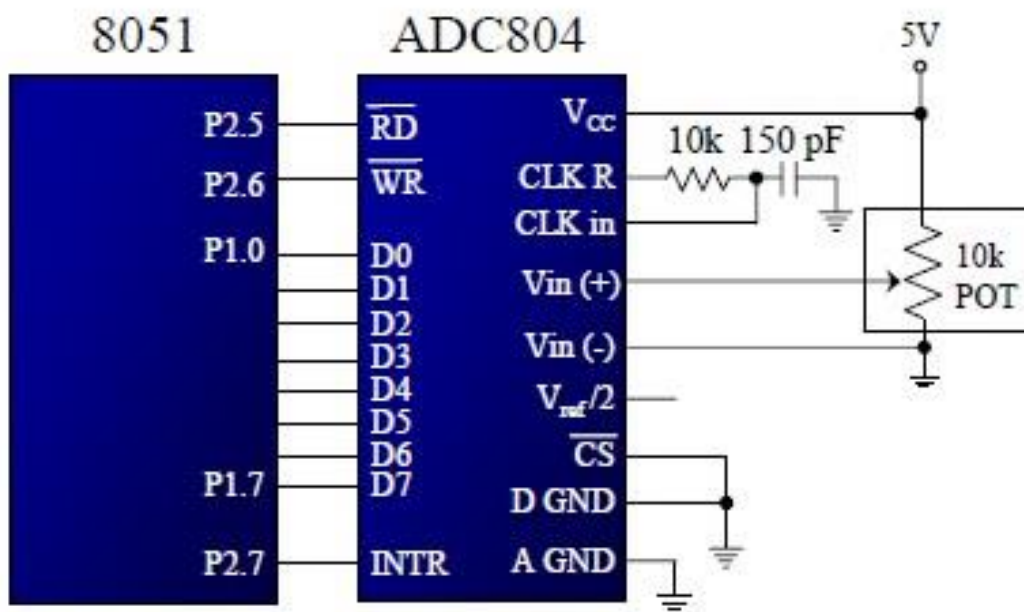 8051
ADC804
5V
P2.5
P2.6
P1.0
P1.7
P2.7
RD
WR
D0
D1
D2
D3
D4
D5
D6
D7
INTR
VCC
CLK R
CLK in
Vin (+)
Vin (-)
Vref/2
CS
D GND
A GND
10k 150 pF
10k
POT